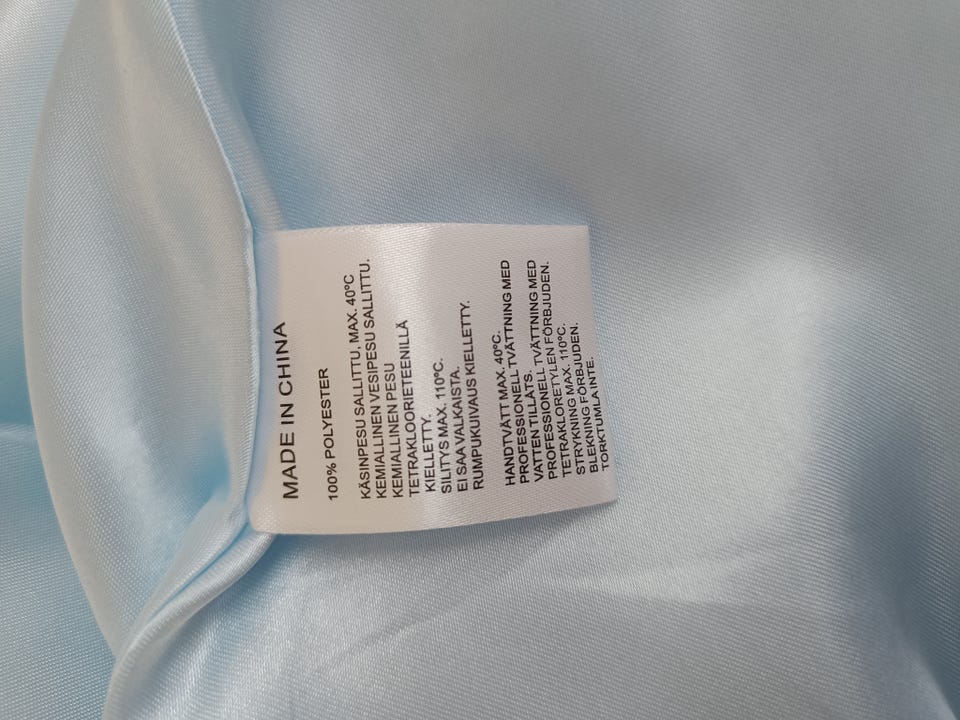 MADE IN CHINA
100% POLYESTER
KÄSINPESU SALLITTU, MAX. 40ºC
KEMIALLINEN VESIPESU SALLITTU.
KEMIALLINEN PESU
TETRAKLOORIETEENILLÄ
KIELLETTY.
SILITYS MAX. 110ºC.
EI SAA VALKAISTA.
RUMPUKUIVAUS KIELLETTY.
HANDTVÄTT MAX. 40ºC.
PROFESSIONELL TVÄTTNING MED
VATTEN TILLÅTS.
PROFESSIONELL TVÄTTNING MED
TETRAKLORETYLEN FÖRBJUDEN.
STRYKNING MAX. 110ºC.
BLEKNING FÖRBJUDEN.
TORKTUMLA INTE.